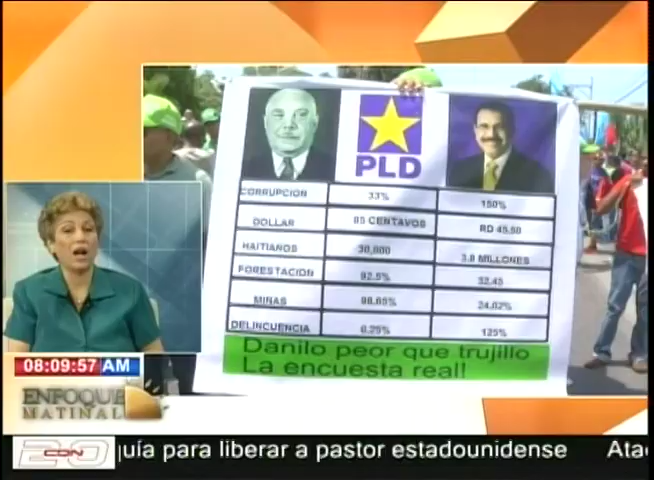 PLD
CORRUPCION 33% 150%
DOLLAR 85 CENTAVOS RD 45.50
HAITIANOS 30,000 3.8 MILLONES
FORESTACION 92.5% 32.45
MINAS 98.65% 24.02%
DELINCUENCIA 0.25% 125%
Danilo peor que trujillo
La encuesta real!
08:09:57 AM
ENFOQUE
MATINAL
CDN 20 uía para liberar a pastor estadounidense Ata